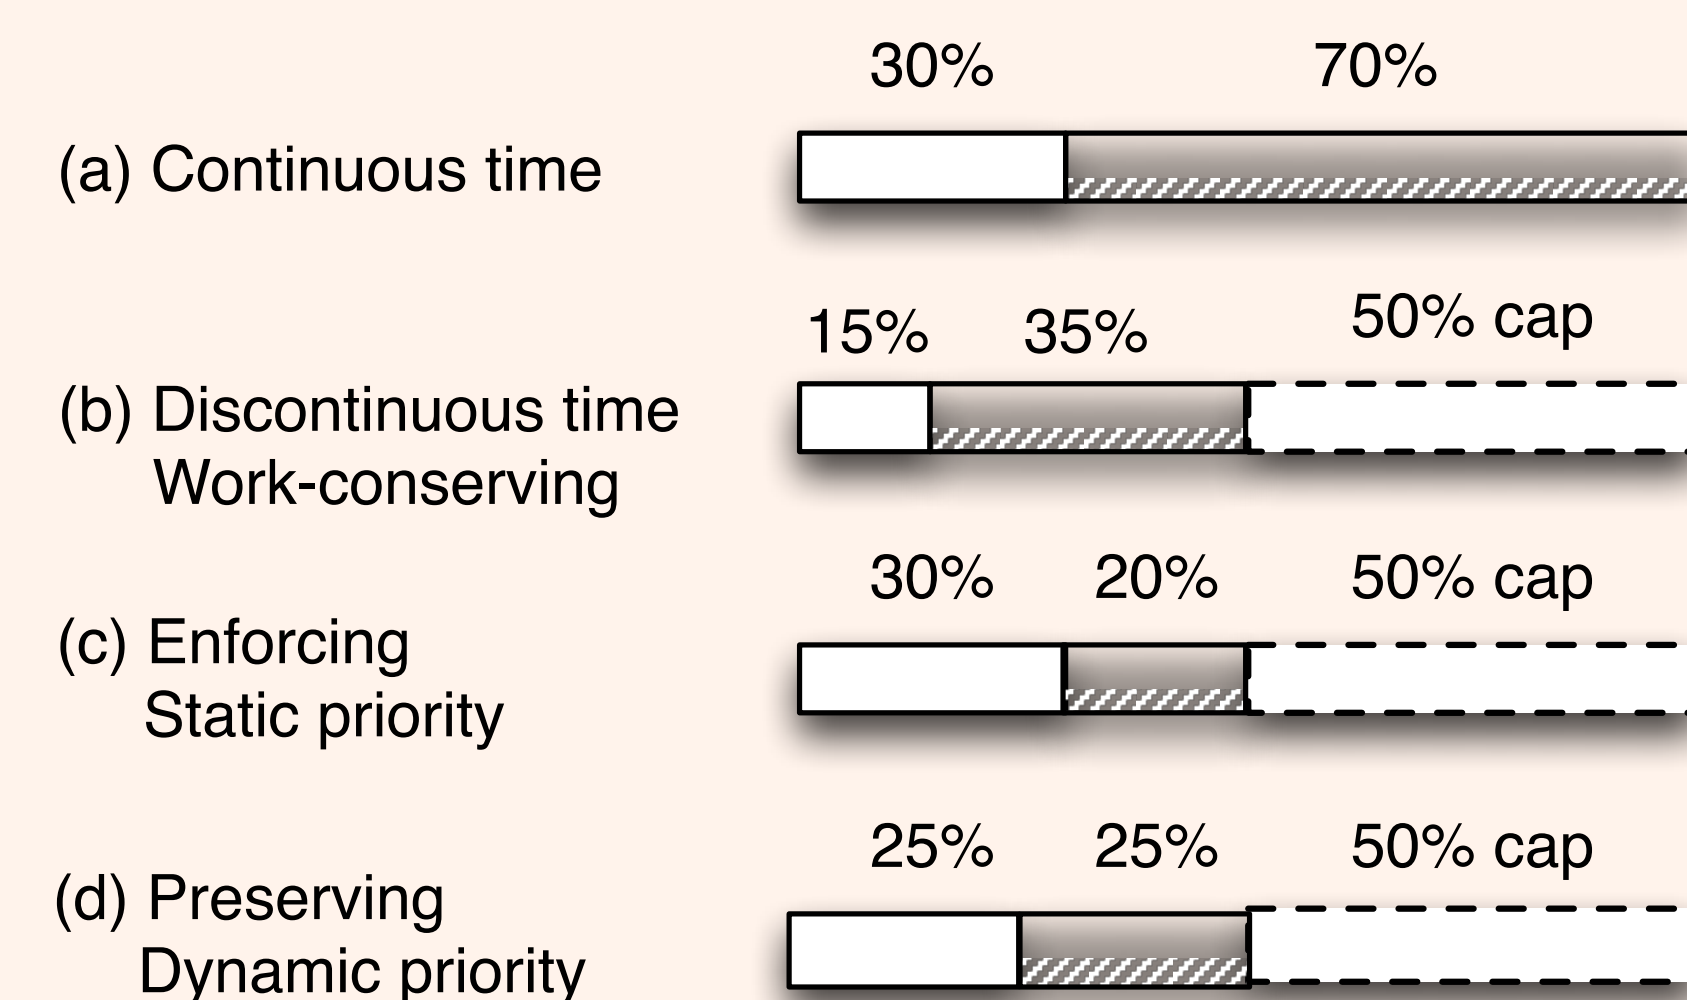 30% 70%
(a) Continuous time
15% 35% 50% cap
(b) Discontinuous time
Work-conserving
30% 20% 50% cap
(c) Enforcing
Static priority
25% 25% 50% cap
(d) Preserving
Dynamic priority